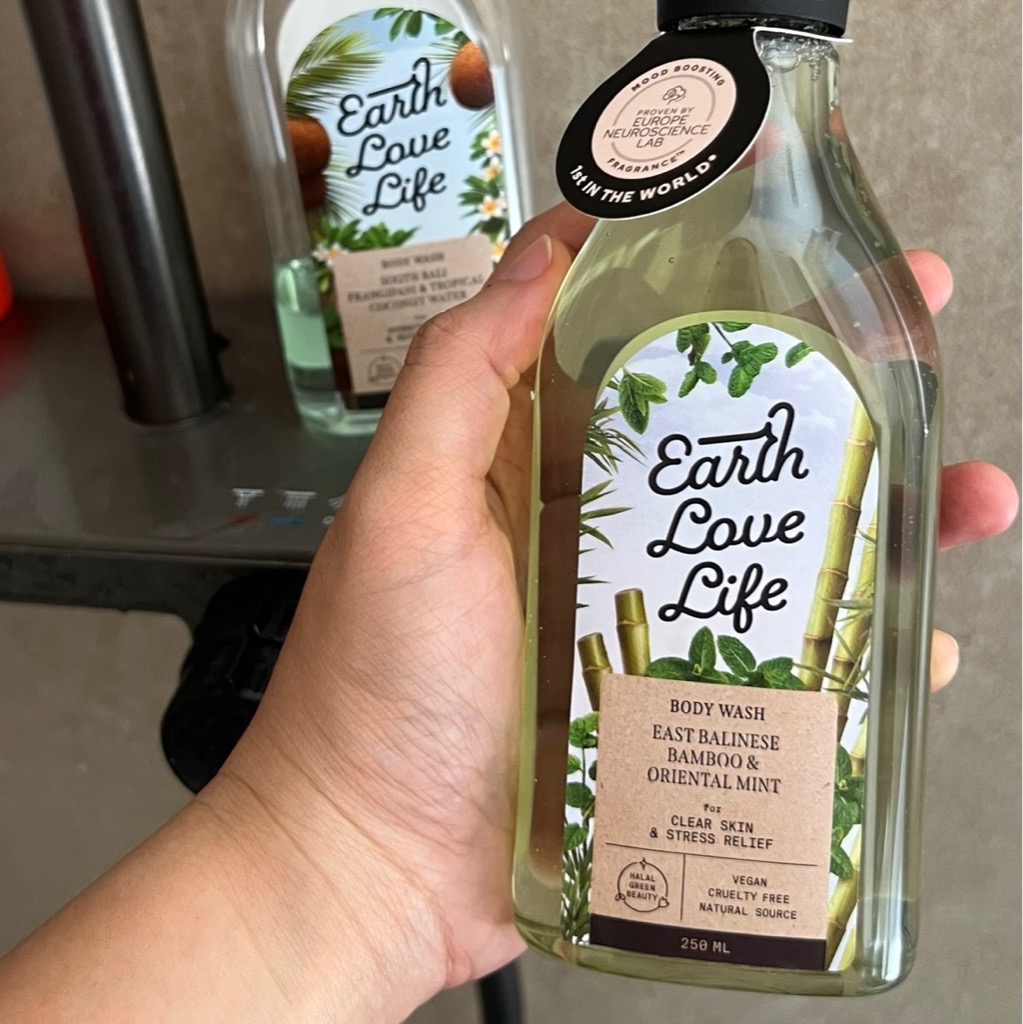 Earth
Love
Life
BODY WASH
SOUTH BALI
FRANGIPANI & TROPICAL
COCONUT WATER
MOOD BOOSTING
PROVEN BY
EUROPE
NEUROSCIENCE
LAB
FRAGRANCE™
1st IN THE WORLD*
Earth
Love
Life
BODY WASH
EAST BALINESE
BAMBOO &
ORIENTAL MINT
For
CLEAR SKIN
& STRESS RELIEF
HALAL
GREEN
BEAUTY
VEGAN
CRUELTY FREE
NATURAL SOURCE
250 ML